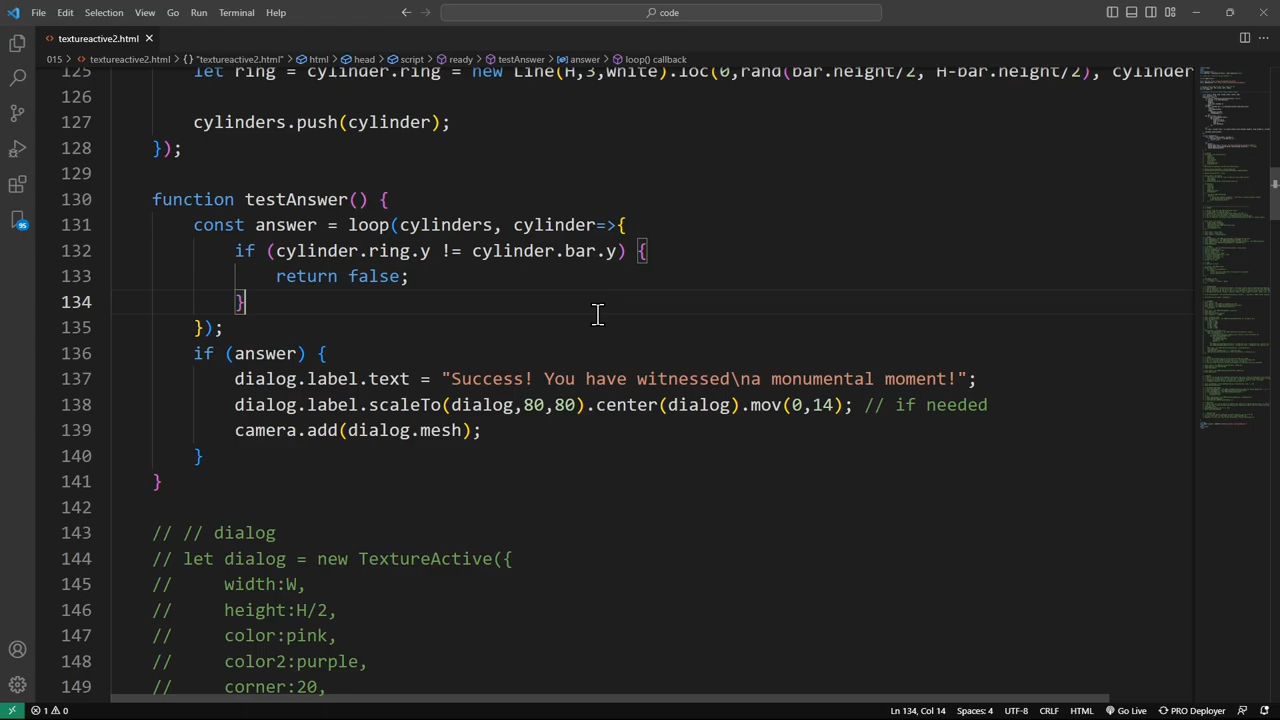 File Edit Selection View Go Run Terminal Help
code
textureactive2.html
015 > textureactive2.html > "textureactive2.html" > html > head > script > ready > testAnswer > answer > loop() callback
125 let ring = cylinder.ring = new Line(H,3,white).loc(0,rand(bar.height/2, H-bar.height/2), cylinder
126
127 cylinders.push(cylinder);
128 });
129
130 function testAnswer() {
131 const answer = loop(cylinders, cylinder=>{
132 if (cylinder.ring.y != cylinder.bar.y) {
133 return false;
134 }
135 });
136 if (answer) {
137 dialog.label.text = "Success! You have witnessed\na monumental moment!";
138 dialog.label.scaleTo(dialog,80,80).center(dialog).mov(0,14); // if needed
139 camera.add(dialog.mesh);
140 }
141 }
142
143 // // dialog
144 // let dialog = new TextureActive({
145 // width:W,
146 // height:H/2,
147 // color:pink,
148 // color2:purple,
149 // corner:20,
95
1 0 Ln 134, Col 14 Spaces: 4 UTF-8 CRLF HTML Go Live PRO Deployer